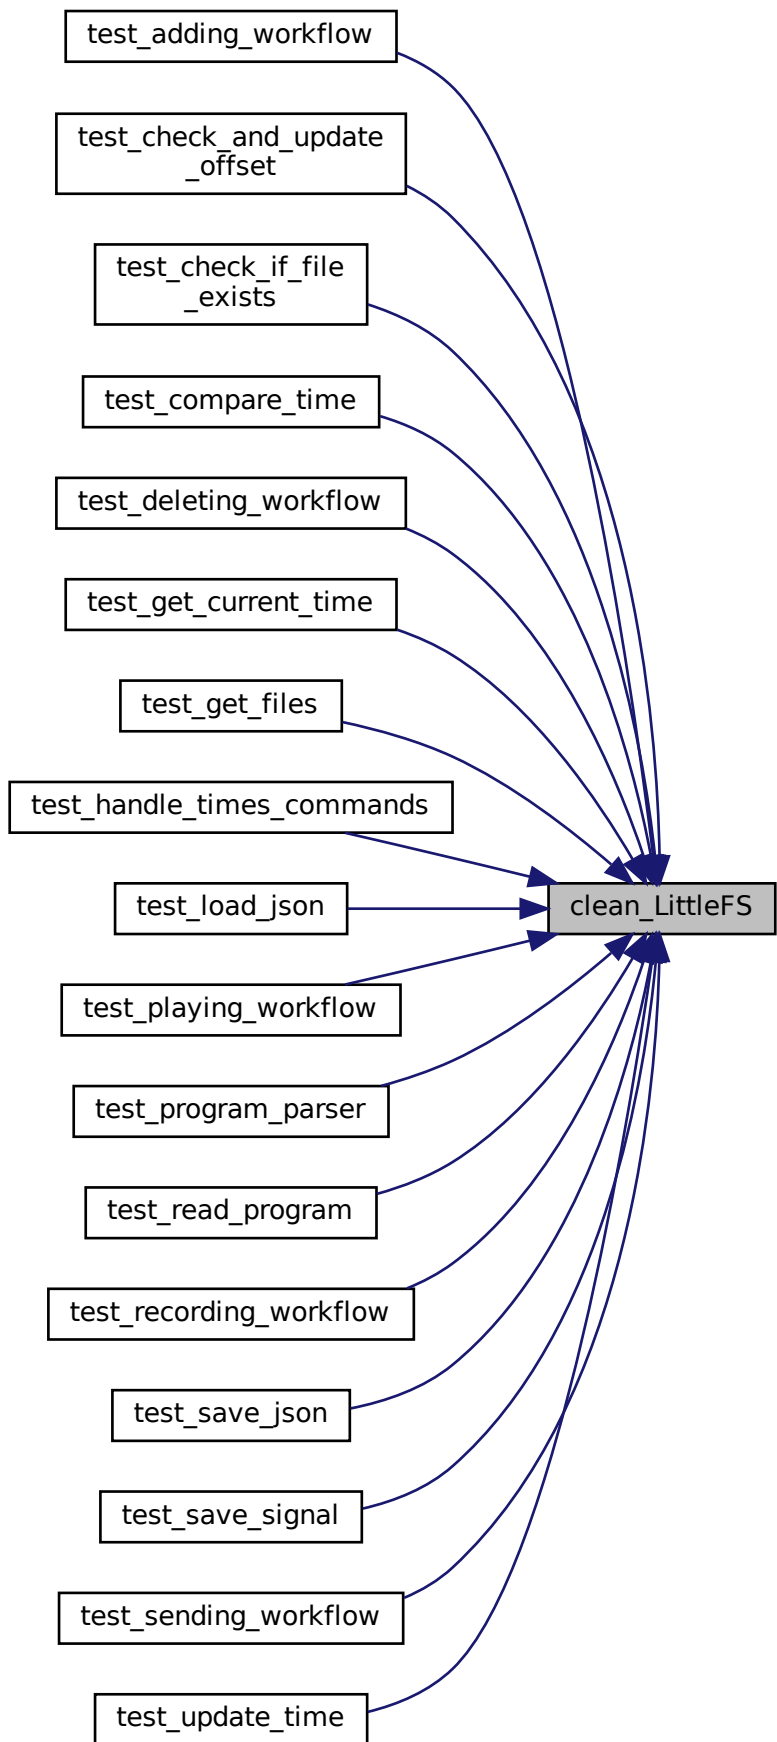 test_adding_workflow
test_check_and_update
_offset
test_check_if_file
_exists
test_compare_time
test_deleting_workflow
test_get_current_time
test_get_files
test_handle_times_commands
test_load_json
clean_LittleFS
test_playing_workflow
test_program_parser
test_read_program
test_recording_workflow
test_save_json
test_save_signal
test_sending_workflow
test_update_time